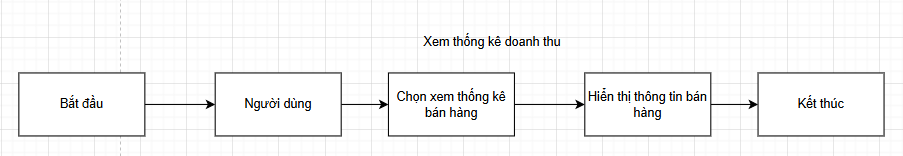 Xem thống kê doanh thu
Bắt đầu
Người dùng
Chọn xem thống kê
bán hàng
Hiển thị thông tin bán
hàng
Kết thúc